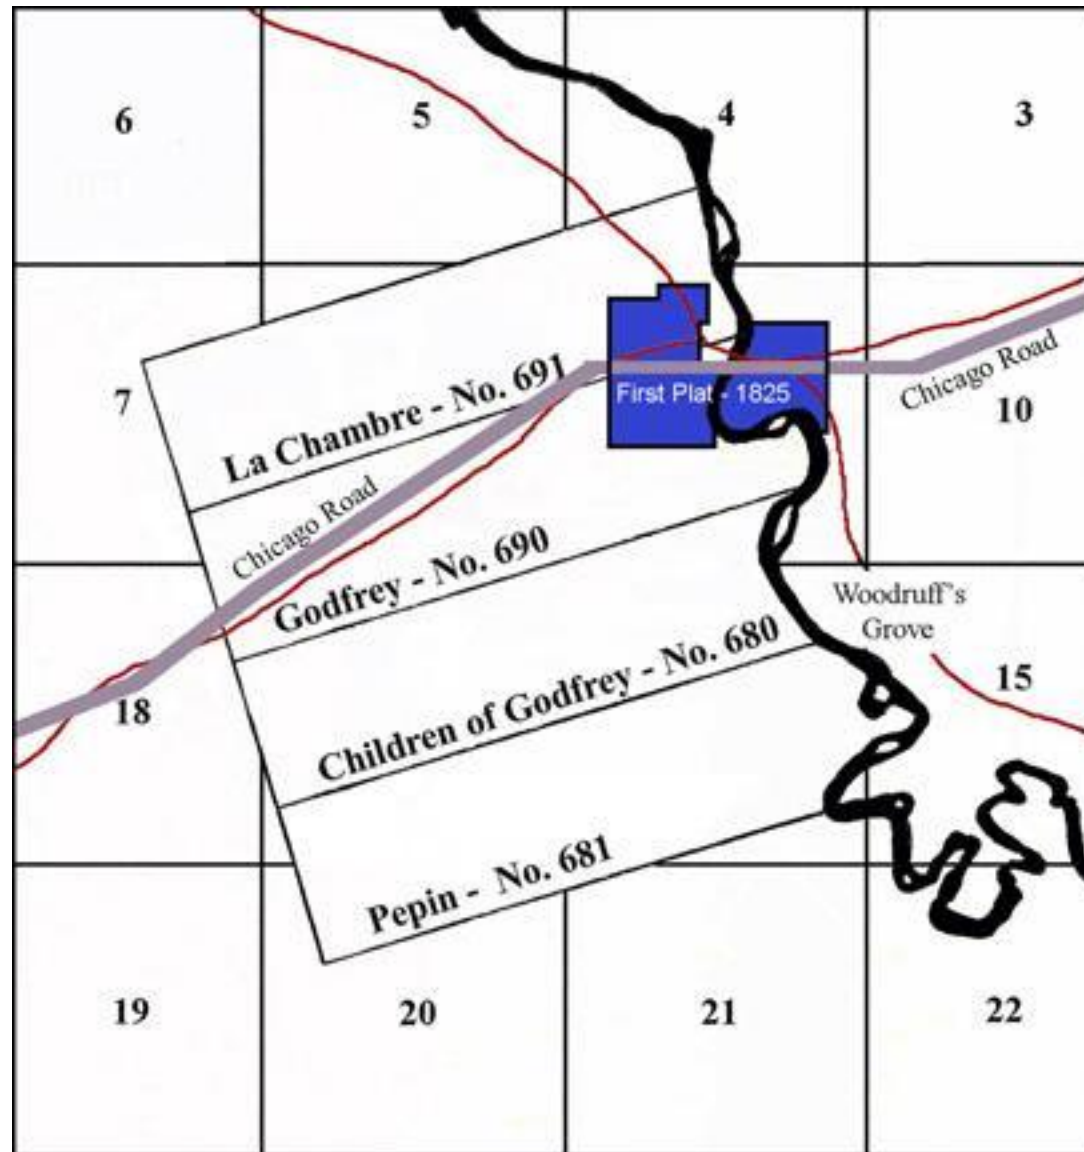 6
5
4
3
7
La Chambre - No. 691
First Plat - 1825
Chicago Road
10
Chicago Road
Godfrey - No. 690
Woodruff's
Grove
Children of Godfrey - No. 680
15
18
Pepin - No. 681
19
20
21
22